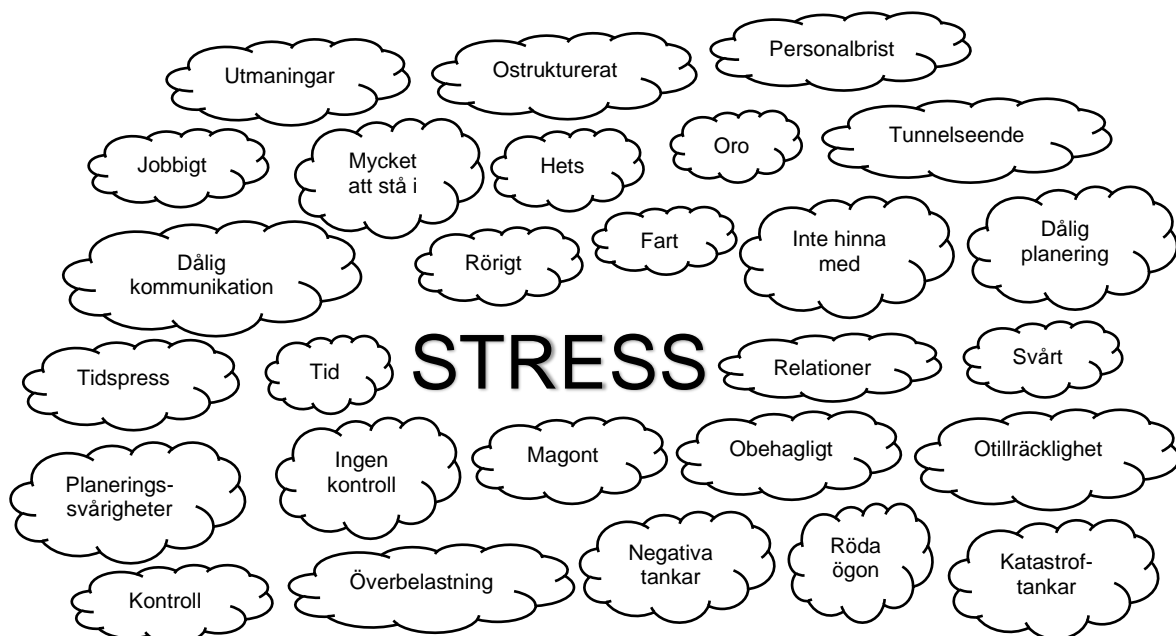 Utmaningar
Ostrukturerat
Personalbrist
Jobbigt
Mycket
att stå i
Hets
Oro
Tunnelseende
Dålig
kommunikation
Rörigt
Fart
Inte hinna
med
Dålig
planering
Tidspress
Tid
STRESS
Relationer
Svårt
Planerings-
svårigheter
Ingen
kontroll
Magont
Obehagligt
Otillräcklighet
Kontroll
Överbelastning
Negativa
tankar
Röda
ögon
Katastrof-
tankar